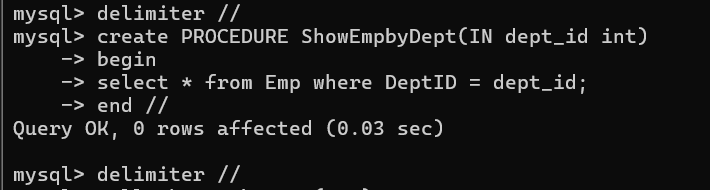 mysql> delimiter //
mysql> create PROCEDURE ShowEmpbyDept(IN dept_id int)
    -> begin
    -> select * from Emp where DeptID = dept_id;
    -> end //
Query OK, 0 rows affected (0.03 sec)
mysql> delimiter //